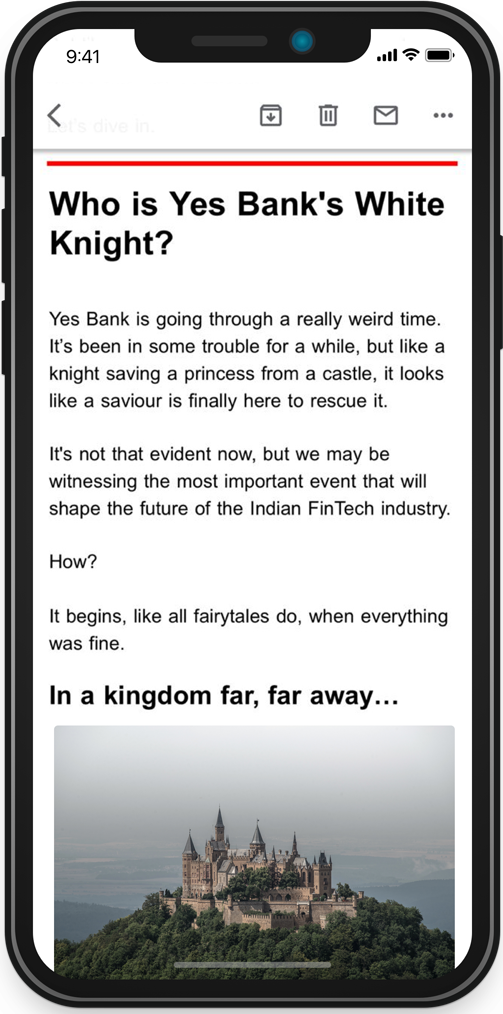 9:41
Let's dive in.
Who is Yes Bank's White
Knight?
Yes Bank is going through a really weird time.
It's been in some trouble for a while, but like a
knight saving a princess from a castle, it looks
like a saviour is finally here to rescue it.
It's not that evident now, but we may be
witnessing the most important event that will
shape the future of the Indian FinTech industry.
How?
It begins, like all fairytales do, when everything
was fine.
In a kingdom far, far away…